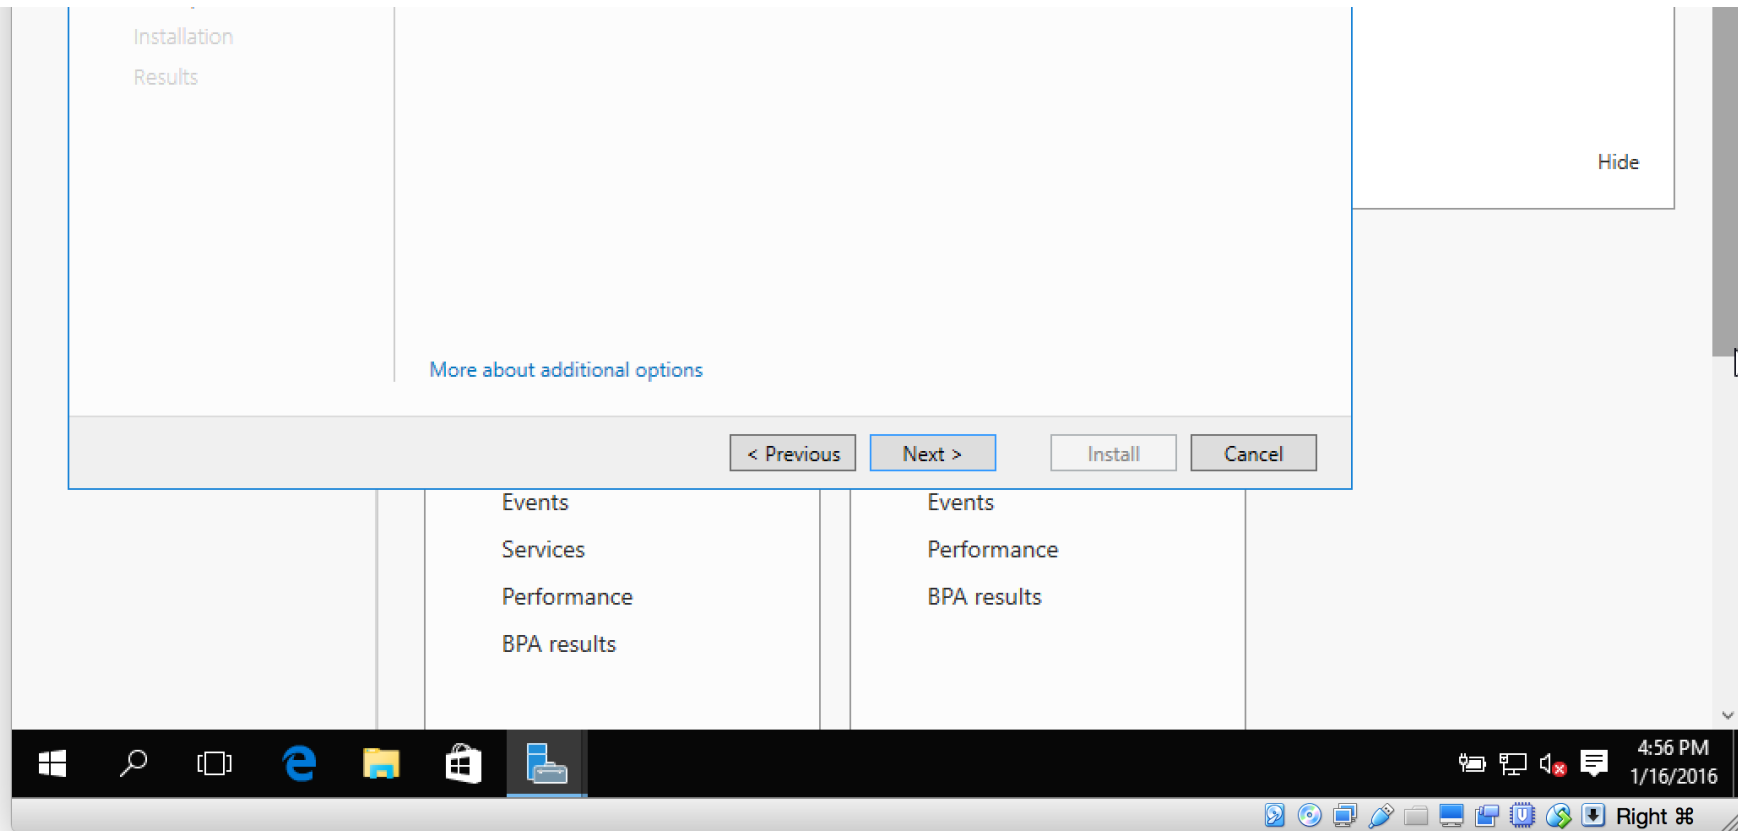 Installation
Results
Hide
More about additional options
< Previous
Next >
Install
Cancel
Events
Services
Performance
BPA results
Events
Performance
BPA results
4:56 PM
1/16/2016
Right ⌘